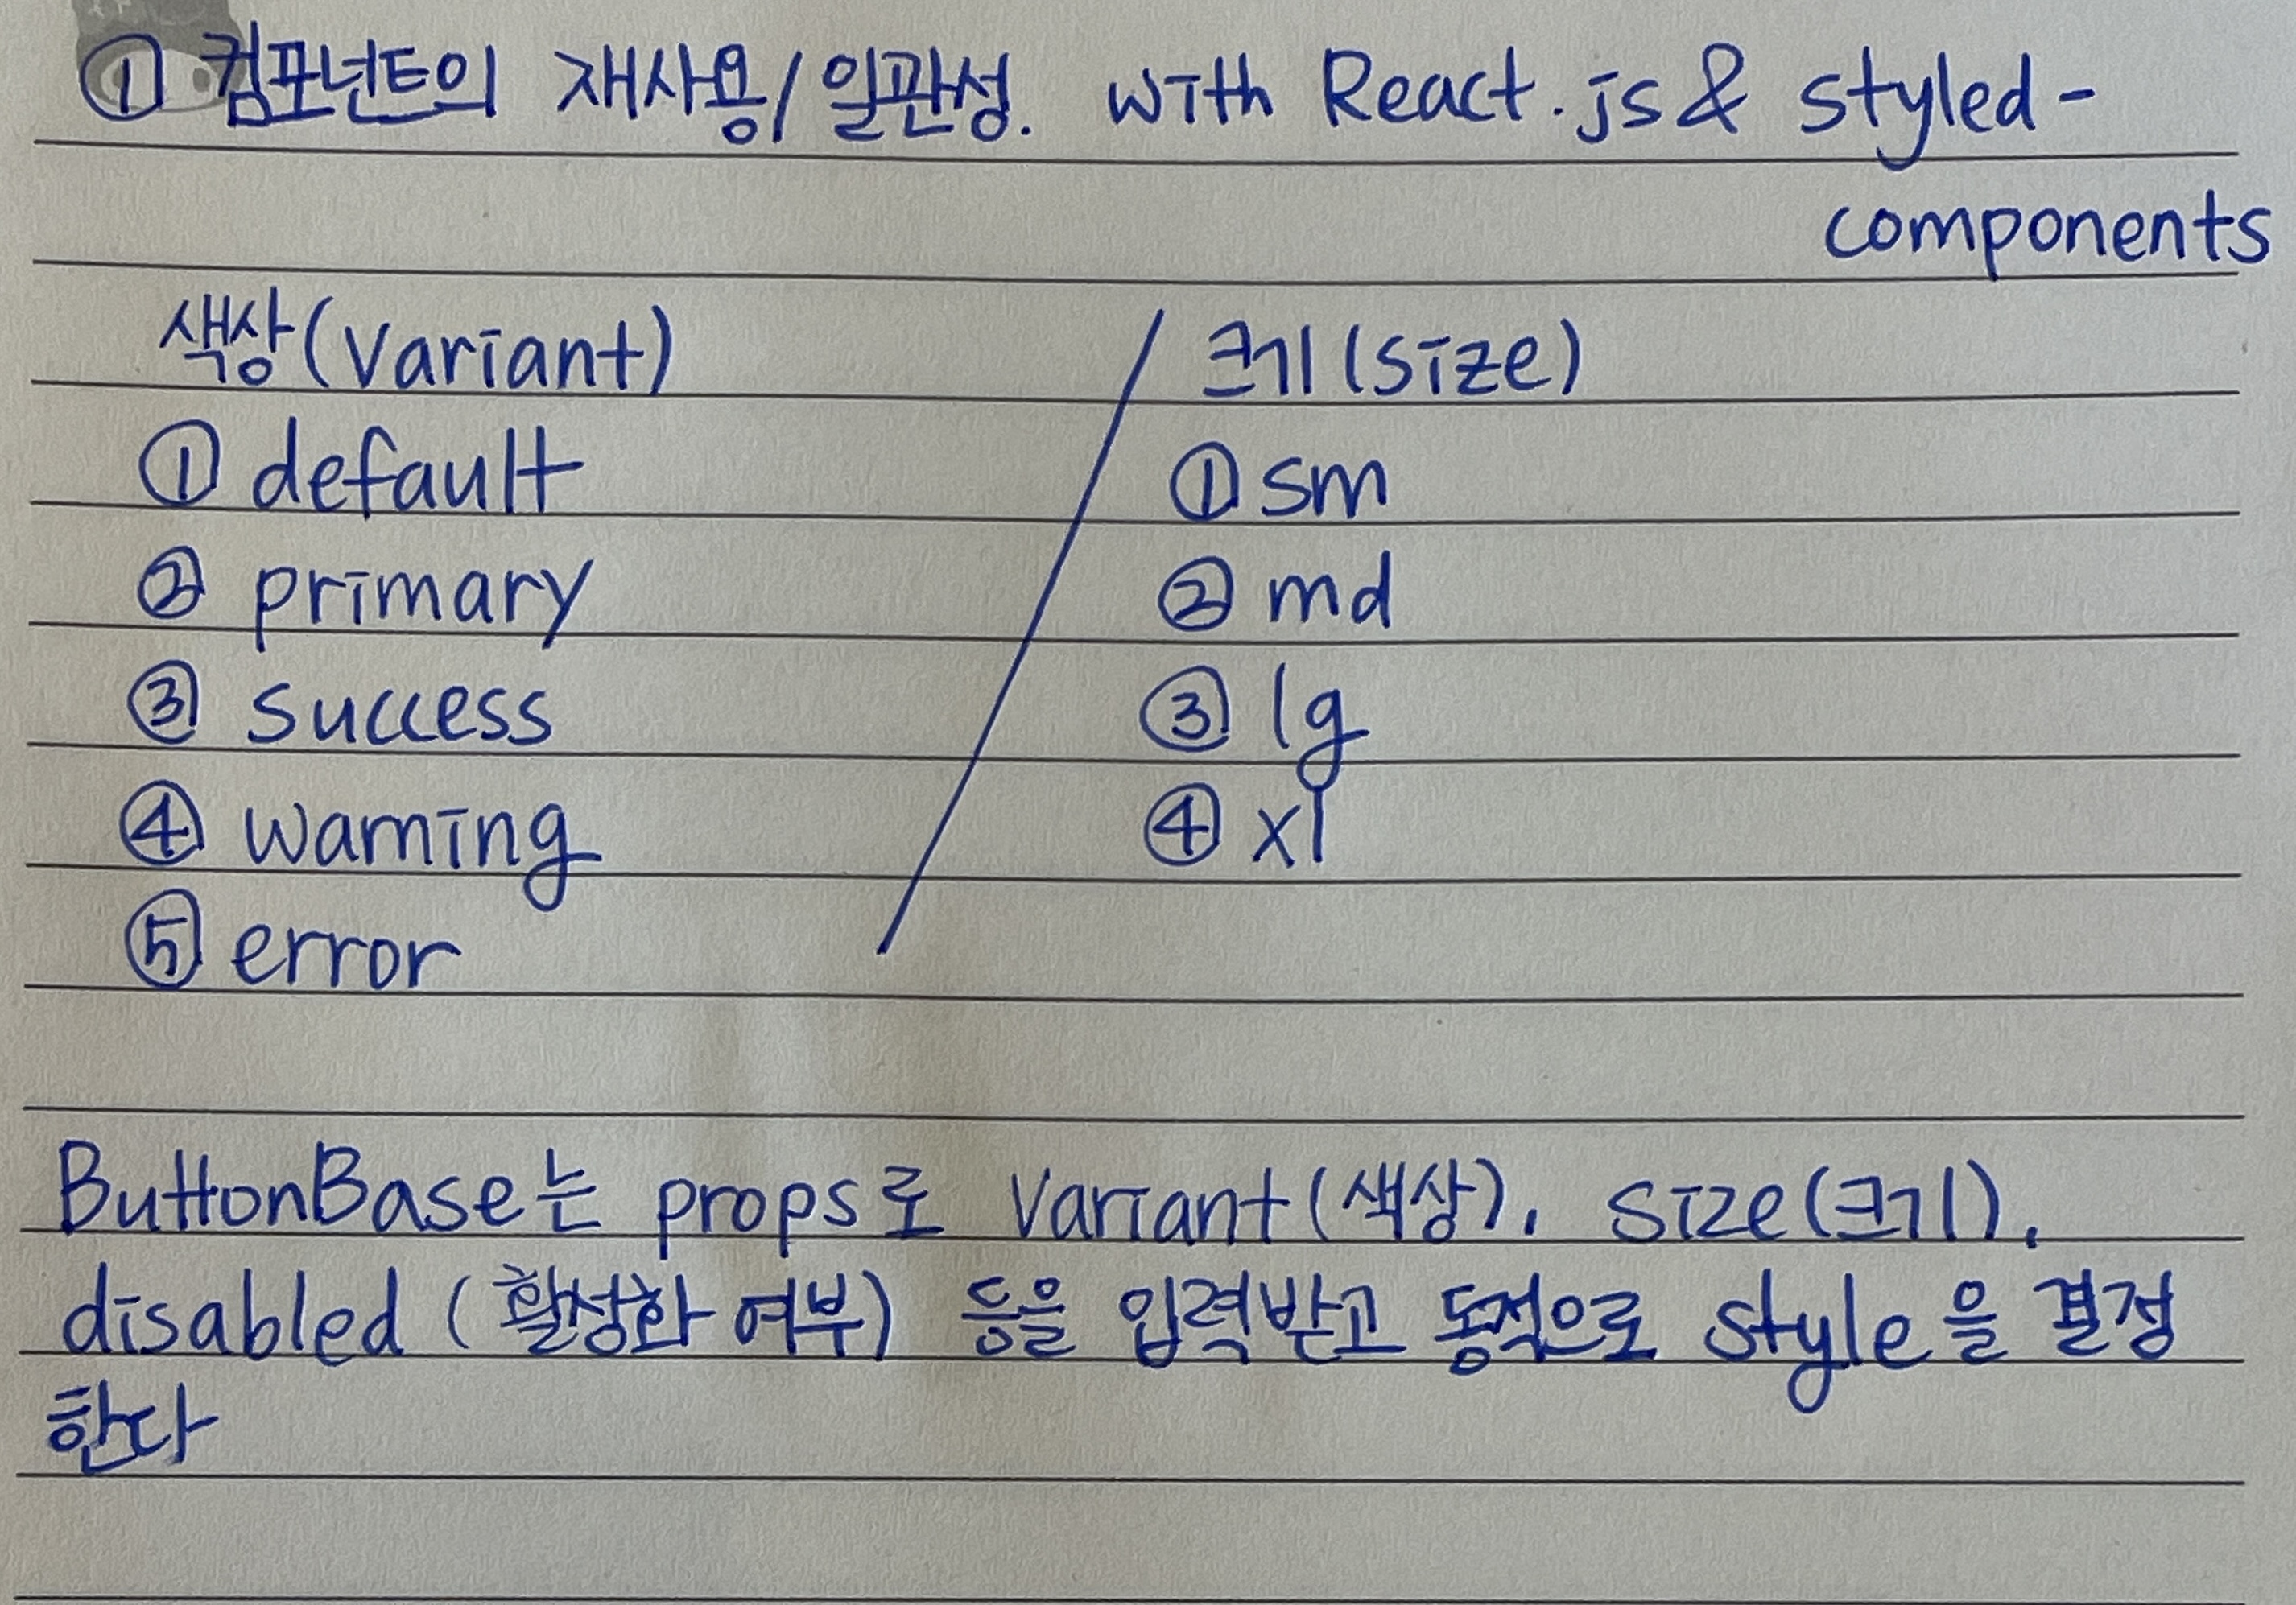 ① 컴포넌트의 재사용/일관성. with React.js & styled-
components
색상(Variant) / 크기(size)
① default ① sm
② primary ② md
③ success ③ lg
④ warning ④ xl
⑤ error
ButtonBase는 props로 Variant(색상), size(크기),
disabled (활성화 여부) 등을 입력받고 동적으로 style을 결정
한다